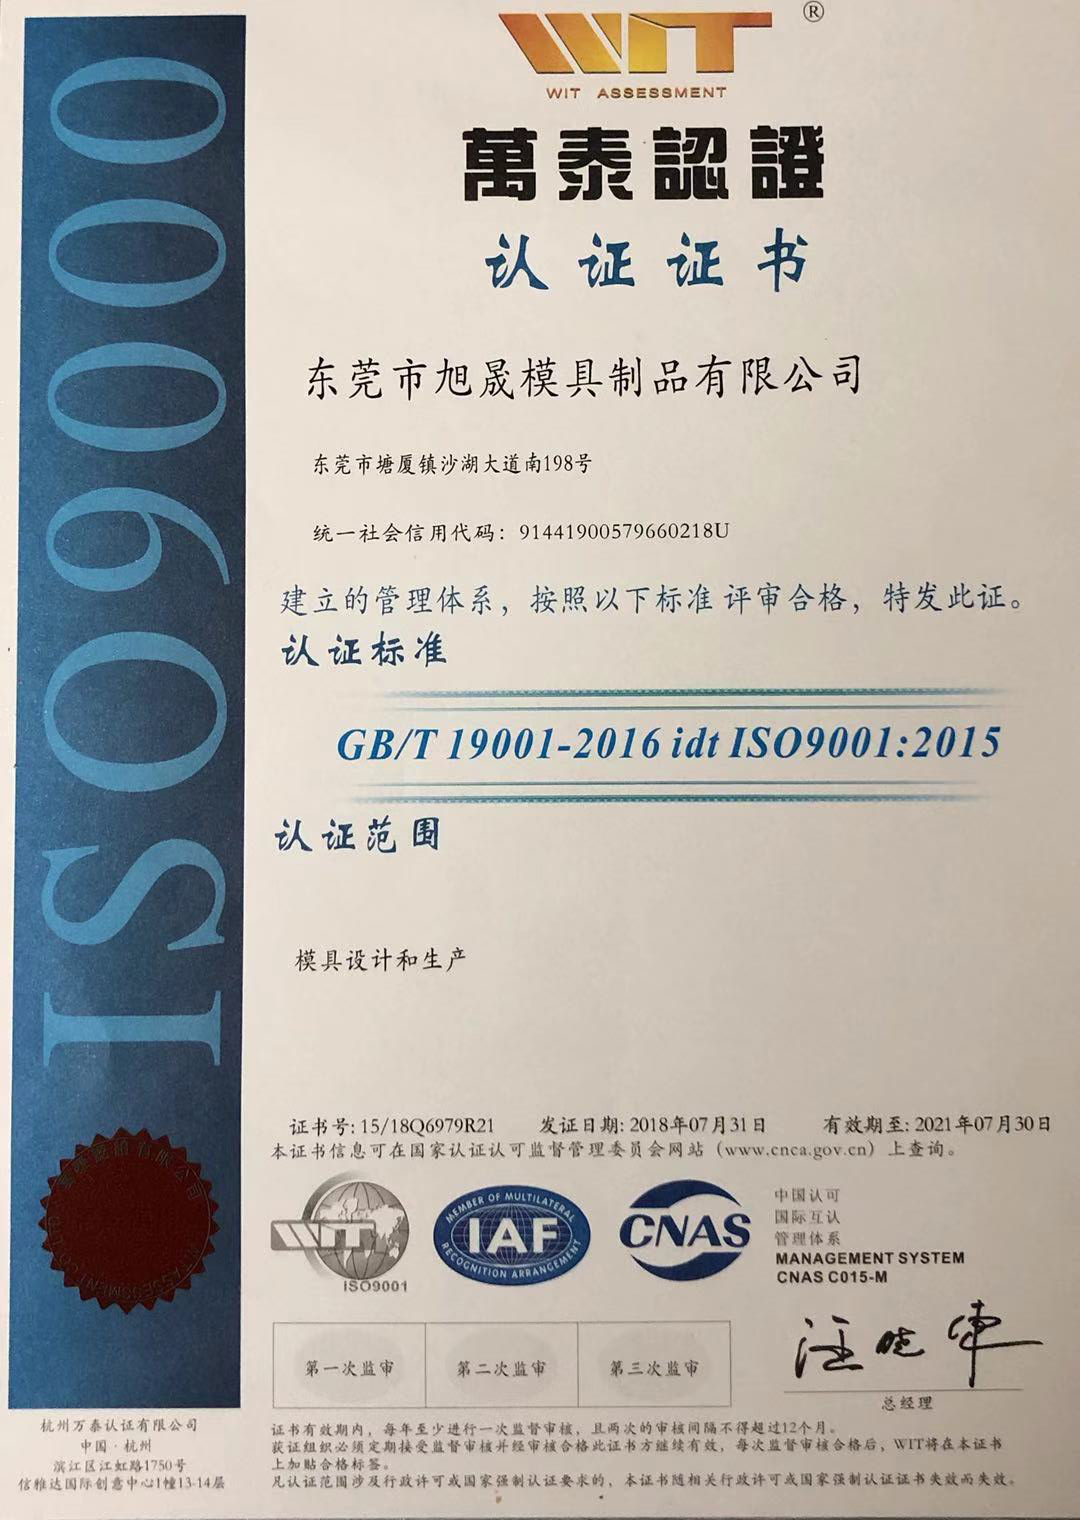 WIT ®
WIT ASSESSMENT
萬泰認證
认证证书
东莞市旭晟模具制品有限公司
东莞市塘厦镇沙湖大道南198号
统一社会信用代码：91441900579660218U
建立的管理体系，按照以下标准评审合格，特发此证。
认证标准
GB/T 19001-2016 idt ISO9001:2015
认证范围
模具设计和生产
证书号: 15/18Q6979R21 发证日期: 2018年07月31日 有效期至: 2021年07月30日
本证书信息可在国家认证认可监督管理委员会网站（www.cnca.gov.cn）上查询。
WIT
ISO9001
MEMBER OF MULTILATERAL
IAF
RECOGNITION ARRANGEMENT
CNAS
中国认可
国际互认
管理体系
MANAGEMENT SYSTEM
CNAS C015-M
第一次监审 第二次监审 第三次监审
总经理
证书有效期内，每年至少进行一次监督审核，且两次的审核间隔不得超过12个月。
获证组织必须定期接受监督审核并经审核合格此证书方继续有效，每次监督审核合格后，WIT将在本证书
上加贴合格标签。
凡认证范围涉及行政许可或国家强制认证要求的，本证书随相关行政许可或国家强制认证证书失效而失效。
ISO9000
杭州万泰认证有限公司
中国·杭州
滨江区江虹路1750号
信雅达国际创意中心1幢13-14层